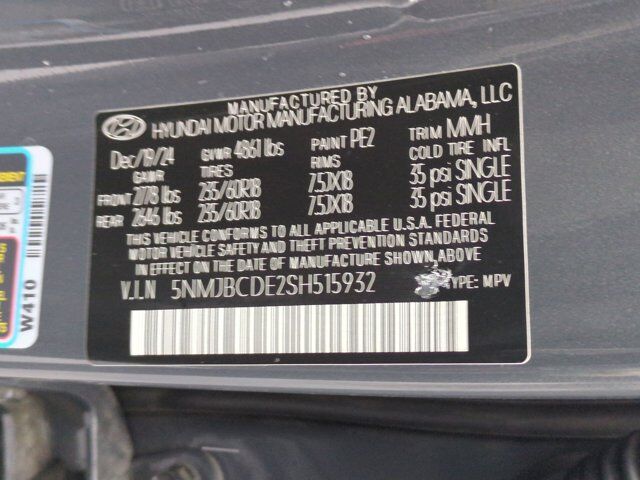 MANUFACTURED BY
HYUNDAI MOTOR MANUFACTURING ALABAMA, LLC
Dec/19/24 GVWR 4861 lbs PAINT PE2 TRIM MMH
GAWR TIRES RIMS COLD TIRE INFL
FRONT 2778 lbs 235/60R18 7.5JX18 35 psi SINGLE
REAR 2646 lbs 235/60R18 7.5JX18 35 psi SINGLE
THIS VEHICLE CONFORMS TO ALL APPLICABLE U.S.A. FEDERAL
MOTOR VEHICLE SAFETY AND THEFT PREVENTION STANDARDS
IN EFFECT ON THE DATE OF MANUFACTURE SHOWN ABOVE
V.I.N 5NMJBCDE2SH515932 TYPE: MPV
W410